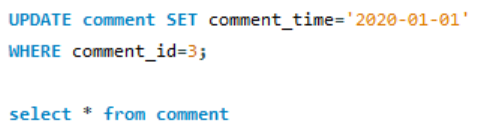 UPDATE comment SET comment_time='2020-01-01'
WHERE comment_id=3;
select * from comment